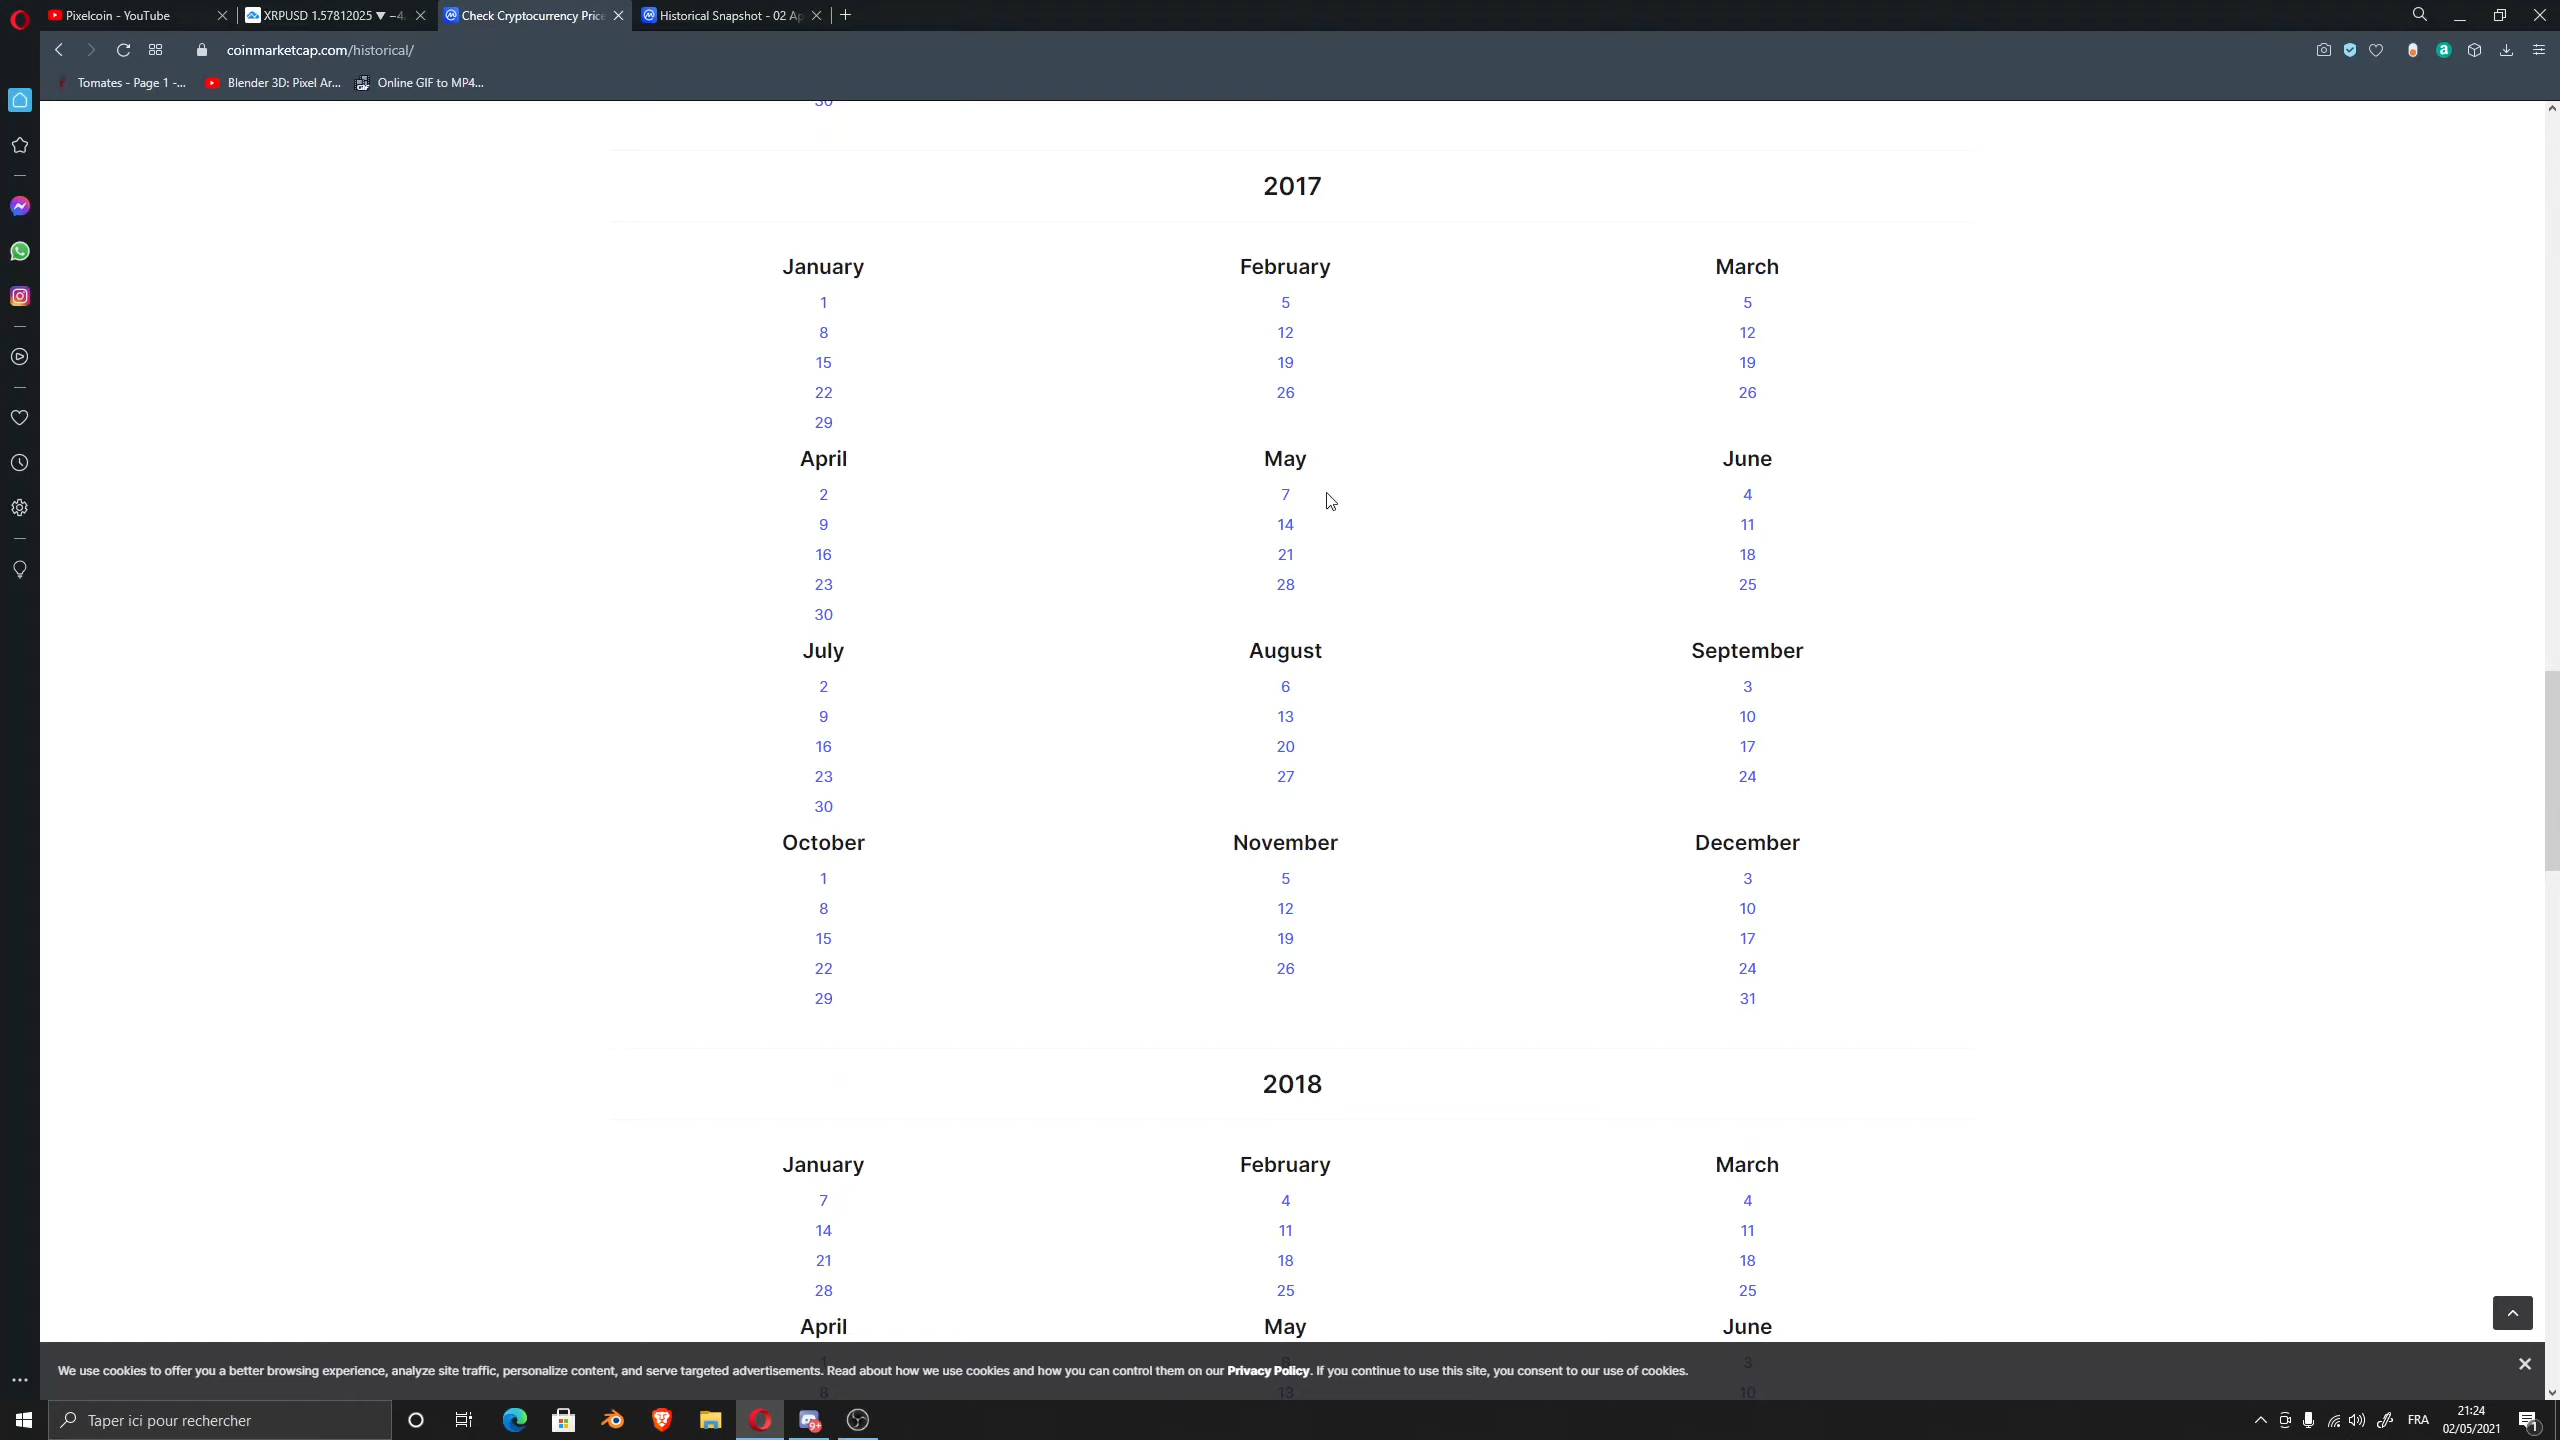 Pixelcoin - YouTube
XRPUSD 1.57812025 ▼ −4.
Check Cryptocurrency Price
Historical Snapshot - 02 Ap
coinmarketcap.com/historical/
Tomates - Page 1 -...
Blender 3D: Pixel Ar...
Online GIF to MP4...
30
2017
January February March
1 5 5
8 12 12
15 19 19
22 26 26
29
April May June
2 7 4
9 14 11
16 21 18
23 28 25
30
July August September
2 6 3
9 13 10
16 20 17
23 27 24
30
October November December
1 5 3
8 12 10
15 19 17
22 26 24
29 31
2018
January February March
7 4 4
14 11 11
21 18 18
28 25 25
April May June
3
We use cookies to offer you a better browsing experience, analyze site traffic, personalize content, and serve targeted advertisements. Read about how we use cookies and how you can control them on our Privacy Policy. If you continue to use this site, you consent to our use of cookies.
8 13 10
Taper ici pour rechercher
9+
FRA
21:24
02/05/2021
1